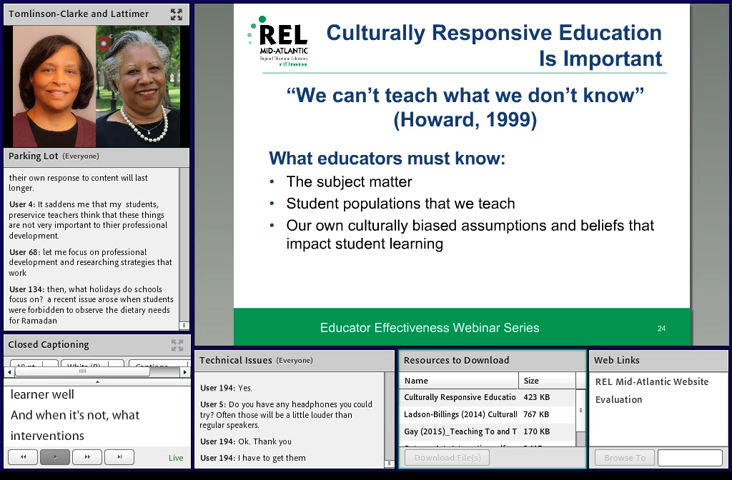 Tomlinson-Clarke and Lattimer
Parking Lot (Everyone)
their own response to content will last
longer.
User 4: It saddens me that my students,
preservice teachers think that these things
are not very important to thier professional
development.
User 68: let me focus on professional
development and researching strategies that
work
User 134: then, what holidays do schools
focus on? a recent issue arose when students
were forbidden to observe the dietary needs
for Ramadan
Closed Captioning
learner well
And when it's not, what
interventions
Live
REL
MID-ATLANTIC
Culturally Responsive Education
Is Important
“We can’t teach what we don’t know”
(Howard, 1999)
What educators must know:
• The subject matter
• Student populations that we teach
• Our own culturally biased assumptions and beliefs that
impact student learning
Educator Effectiveness Webinar Series
24
Technical Issues (Everyone)
User 194: Yes.
User 5: Do you have any headphones you could
try? Often those will be a little louder than
regular speakers.
User 194: Ok. Thank you
User 194: I have to get them
Resources to Download
Name Size
Culturally Responsive Educatio 423 KB
Ladson-Billings (2014) Culturall 767 KB
Gay (2015)_Teaching To and T 170 KB
Download File(s)
Web Links
REL Mid-Atlantic Website
Evaluation
Browse To